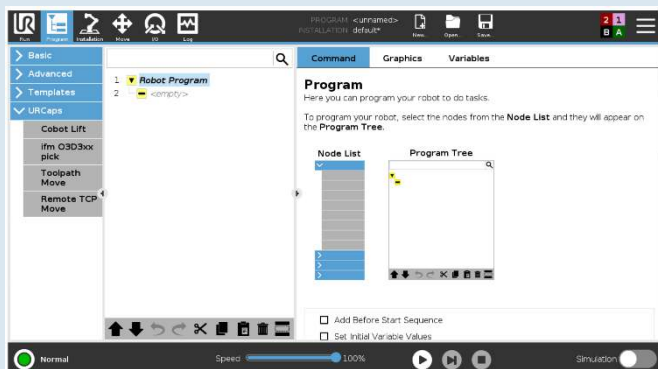 UR
Run
Program
Installation
Move
I/O
Log
PROGRAM <unnamed>
INSTALLATION default*
New...
Open...
Save...
2 1
B A
Basic
Advanced
Templates
URCaps
Cobot Lift
ifm O3D3xx
pick
Toolpath
Move
Remote TCP
Move
1 Robot Program
2 <empty>
Command Graphics Variables
Program
Here you can program your robot to do tasks.
To program your robot, select the nodes from the Node List and they will appear on
the Program Tree.
Node List Program Tree
Add Before Start Sequence
Set Initial Variable Values
Normal
Speed
100%
Simulation